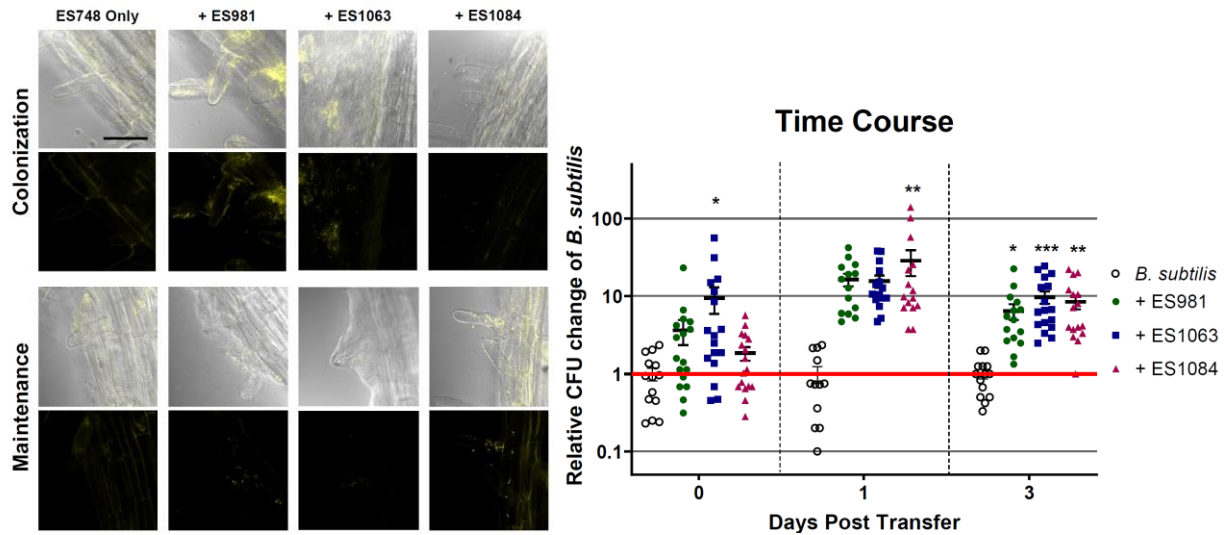 ES748 Only + ES981 + ES1063 + ES1084
Colonization
Maintenance
Time Course
Relative CFU change of B. subtilis
100
10
1
0.1
* ** * *** **
0 1 3
Days Post Transfer
B. subtilis
+ ES981
+ ES1063
+ ES1084